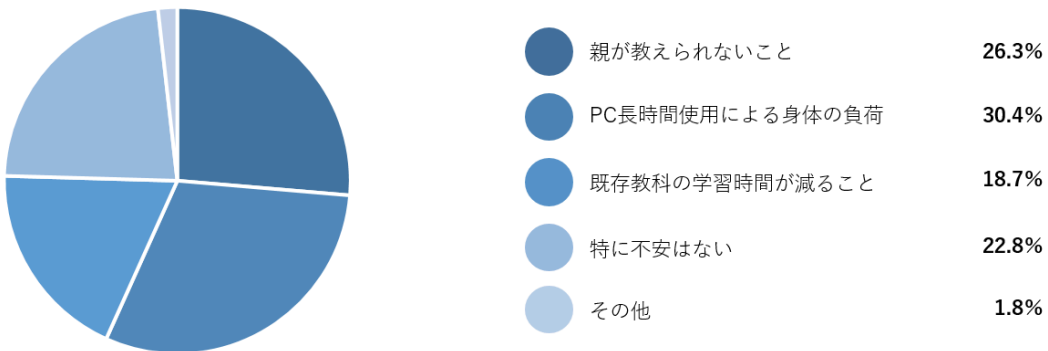 親が教えられないこと 26.3%
PC長時間使用による身体の負荷 30.4%
既存教科の学習時間が減ること 18.7%
特に不安はない 22.8%
その他 1.8%